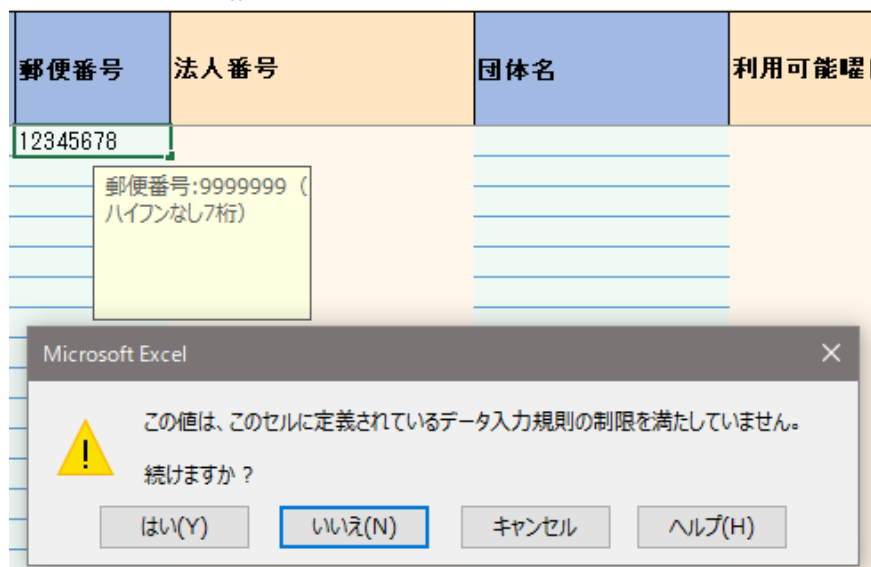 郵便番号 法人番号 団体名 利用可能曜
12345678
郵便番号:9999999（
ハイフンなし7桁）
Microsoft Excel
この値は、このセルに定義されているデータ入力規則の制限を満たしていません。
続けますか？
はい(Y) いいえ(N) キャンセル ヘルプ(H)